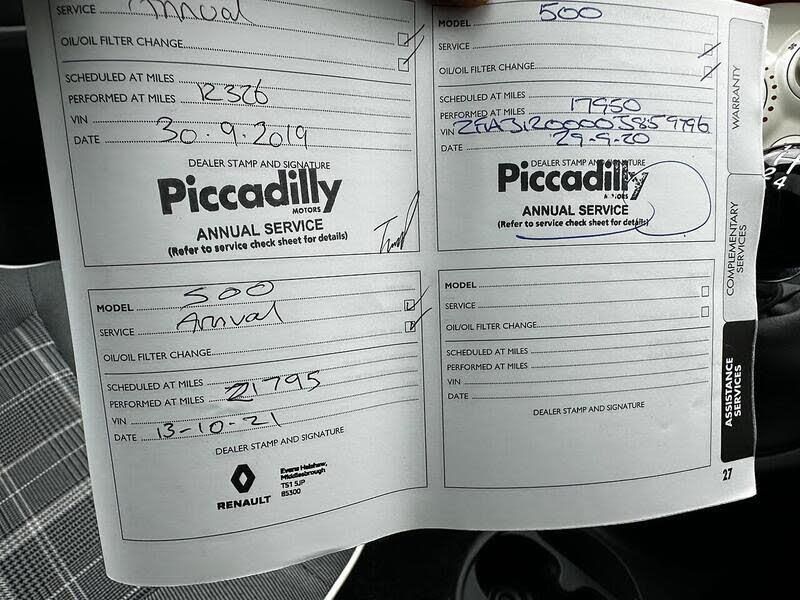 SERVICE Annual
OIL/OIL FILTER CHANGE
SCHEDULED AT MILES
PERFORMED AT MILES 12326
VIN
DATE 30.9.2019
DEALER STAMP AND SIGNATURE
Piccadilly
MOTORS
ANNUAL SERVICE
(Refer to service check sheet for details)
MODEL 500
SERVICE
OIL/OIL FILTER CHANGE
SCHEDULED AT MILES
PERFORMED AT MILES 17950
VIN ZFA31200003859796
DATE 29.9.20
DEALER STAMP AND SIGNATURE
Piccadilly
MOTORS
ANNUAL SERVICE
(Refer to service check sheet for details)
MODEL 500
SERVICE Annual
OIL/OIL FILTER CHANGE
SCHEDULED AT MILES
PERFORMED AT MILES 21795
VIN
DATE 13-10-21
DEALER STAMP AND SIGNATURE
RENAULT
Evans Halshaw,
Middlesbrough
TS1 5JP
85300
MODEL
SERVICE
OIL/OIL FILTER CHANGE
SCHEDULED AT MILES
PERFORMED AT MILES
VIN
DATE
DEALER STAMP AND SIGNATURE
WARRANTY
COMPLEMENTARY
SERVICES
ASSISTANCE
SERVICES
27
2 4